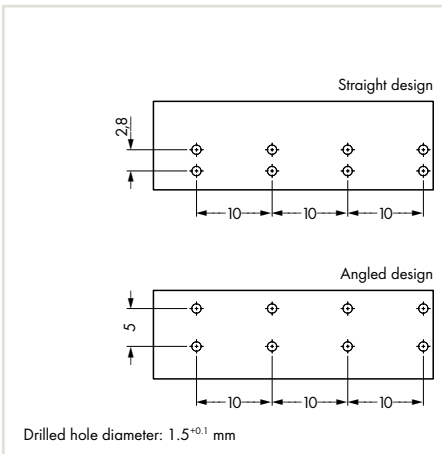 Straight design
2,8
10 10 10
Angled design
5
10 10 10
Drilled hole diameter: 1.5⁺⁰·¹ mm